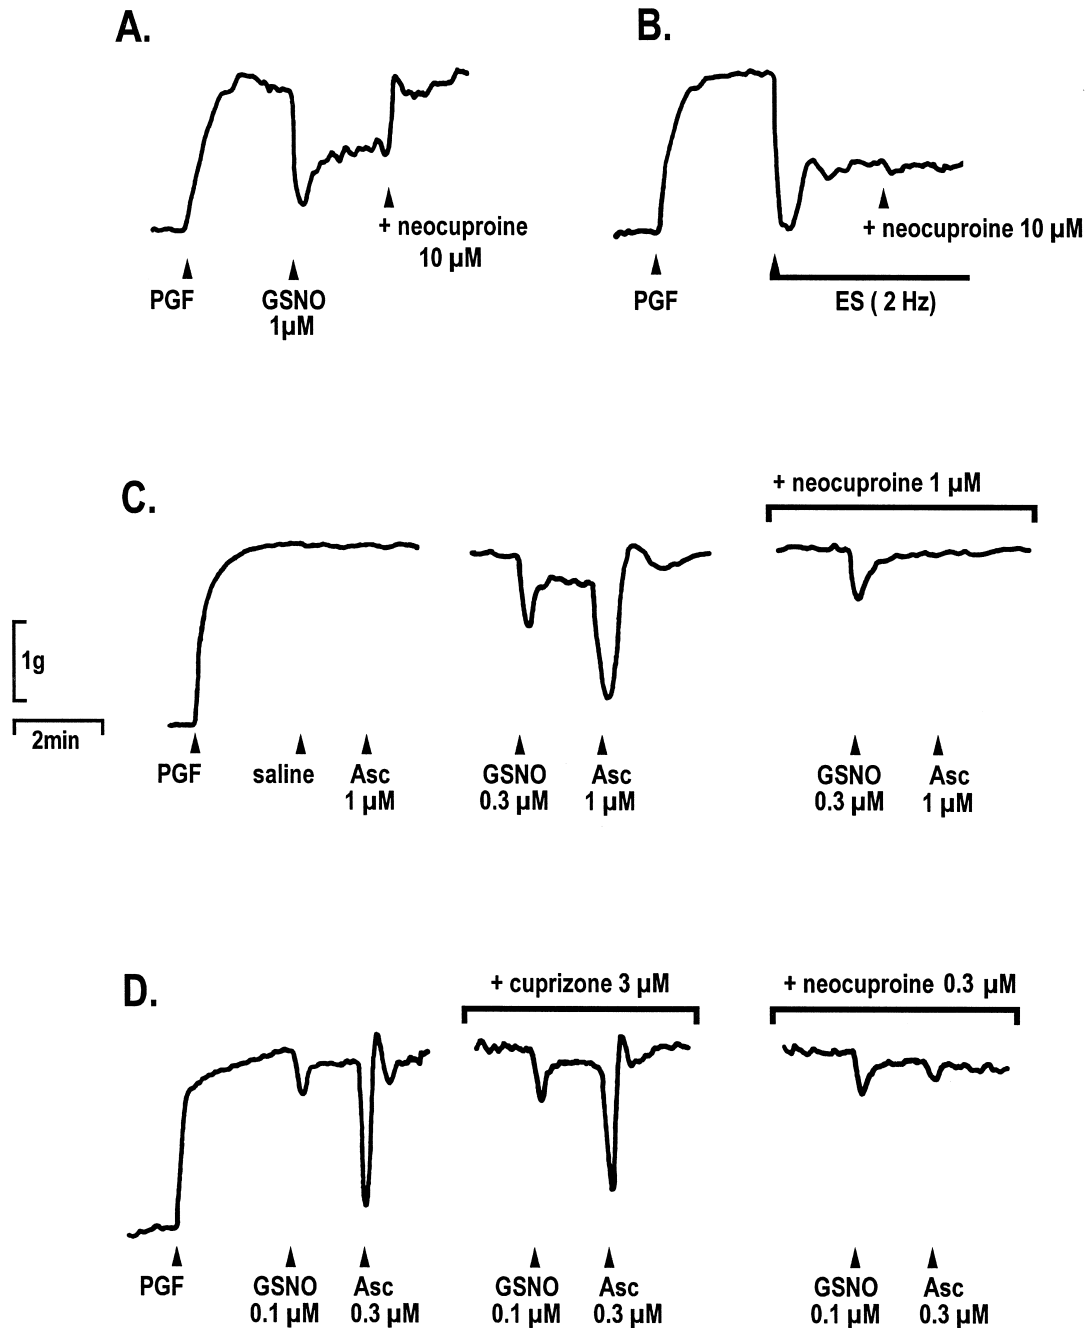 A.
B.
+ neocuproine
10 µM
+ neocuproine 10 µM
PGF
GSNO
1µM
PGF
ES ( 2 Hz)
C.
+ neocuproine 1 µM
1g
2min
PGF
saline
Asc
1 µM
GSNO
0.3 µM
Asc
1 µM
GSNO
0.3 µM
Asc
1 µM
D.
+ cuprizone 3 µM
+ neocuproine 0.3 µM
PGF
GSNO
0.1 µM
Asc
0.3 µM
GSNO
0.1 µM
Asc
0.3 µM
GSNO
0.1 µM
Asc
0.3 µM